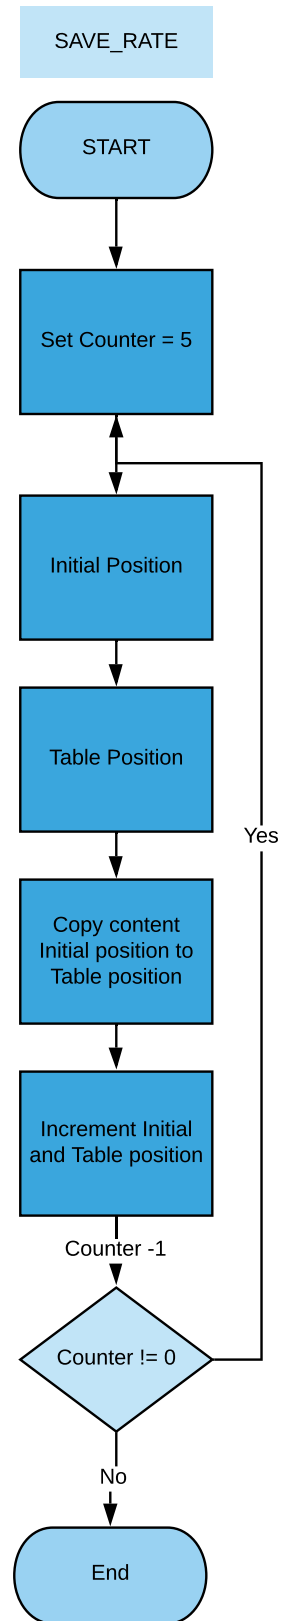 SAVE_RATE
START
Set Counter = 5
Initial Position
Table Position
Yes
Copy content
Initial position to
Table position
Increment Initial
and Table position
Counter -1
Counter != 0
No
End